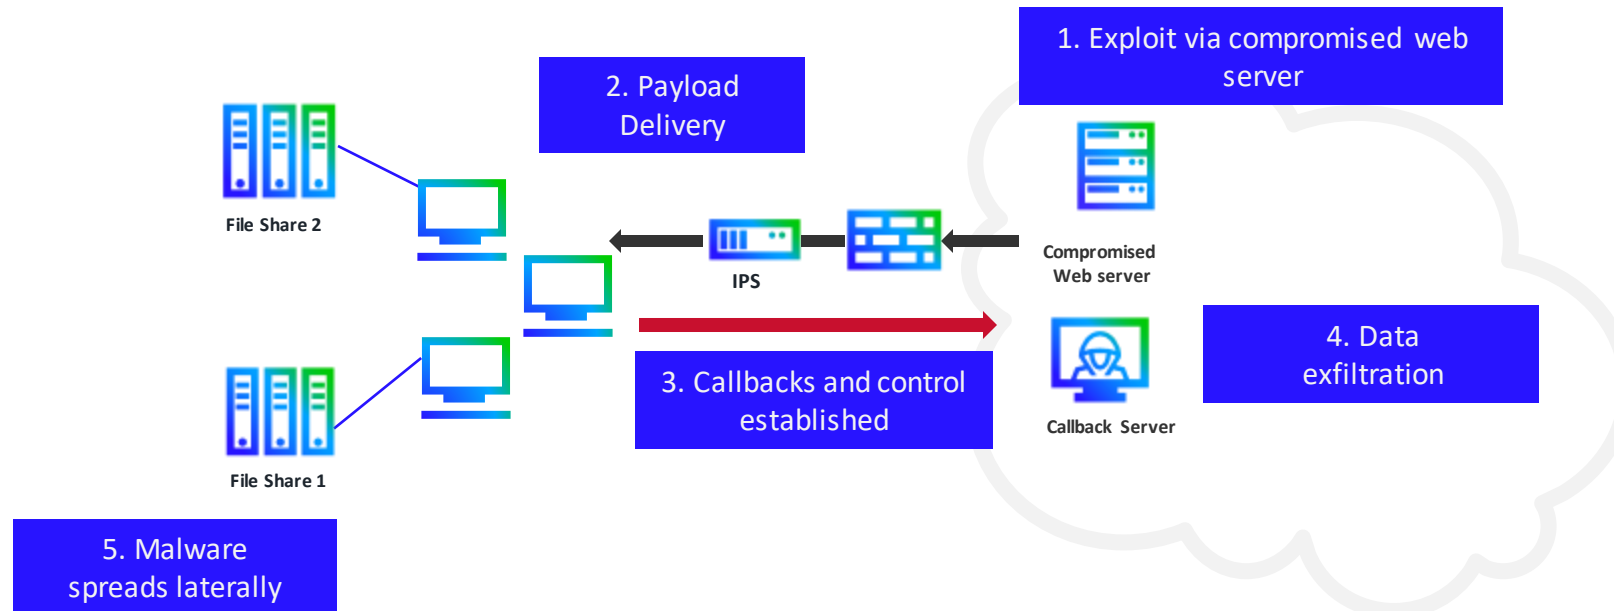 1. Exploit via compromised web
server
2. Payload
Delivery
File Share 2
IPS
Compromised
Web server
3. Callbacks and control
established
4. Data
exfiltration
Callback Server
File Share 1
5. Malware
spreads laterally